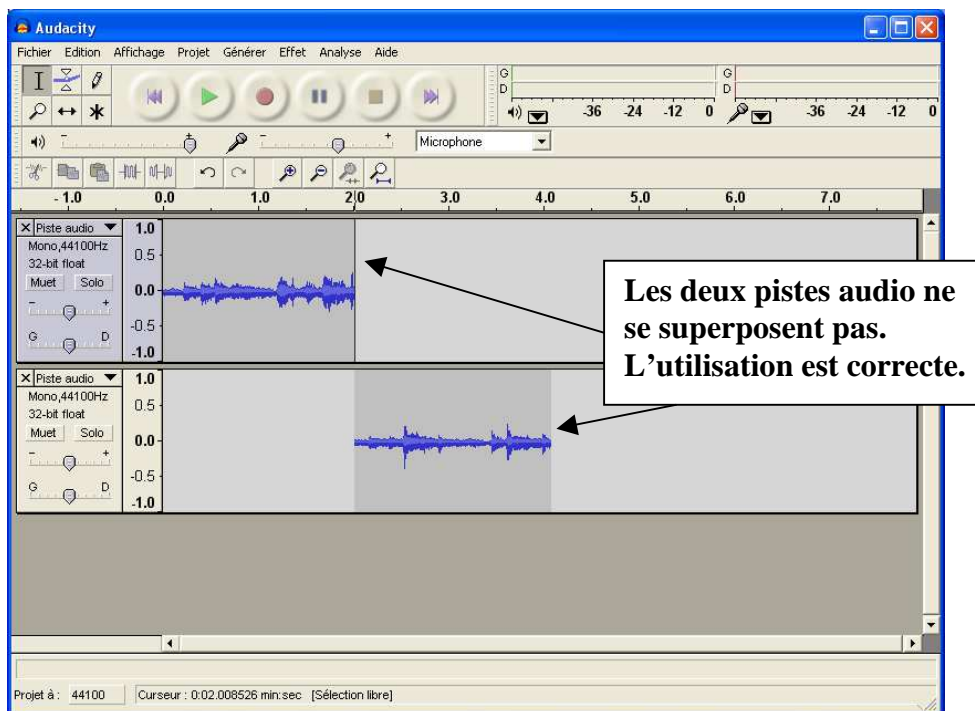 Audacity
Fichier Edition Affichage Projet Générer Effet Analyse Aide
G
D
-36 -24 -12 0
G
D
-36 -24 -12 0
- + - + Microphone
- 1.0 0.0 1.0 2.0 3.0 4.0 5.0 6.0 7.0
X Piste audio
Mono,44100Hz
32-bit float
Muet Solo
- +
G D
1.0
0.5
0.0
-0.5
-1.0
Les deux pistes audio ne
se superposent pas.
L'utilisation est correcte.
X Piste audio
Mono,44100Hz
32-bit float
Muet Solo
- +
G D
1.0
0.5
0.0
-0.5
-1.0
Projet à : 44100 Curseur : 0:02.008526 min:sec [Sélection libre]